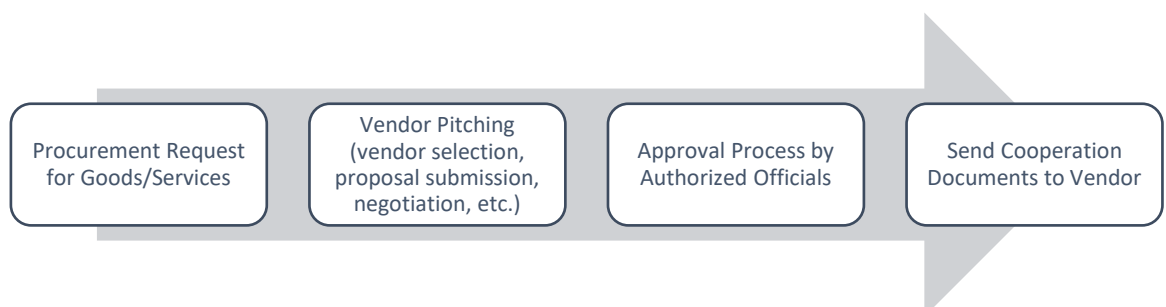 Procurement Request
for Goods/Services
Vendor Pitching
(vendor selection,
proposal submission,
negotiation, etc.)
Approval Process by
Authorized Officials
Send Cooperation
Documents to Vendor